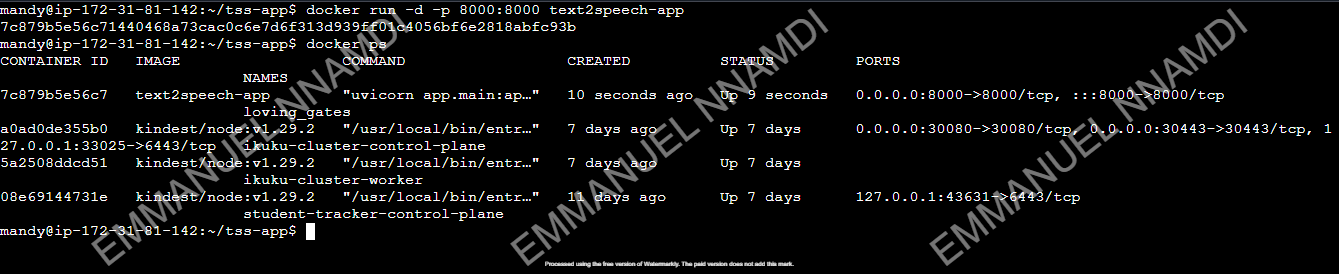 mandy@ip-172-31-81-142:~/tss-app$ docker run -d -p 8000:8000 text2speech-app
7c879b5e56c71440468a73cac0c6e7d6f313d939ff01c4056bf6e2818abfc93b
mandy@ip-172-31-81-142:~/tss-app$ docker ps
CONTAINER ID   IMAGE                  COMMAND                  CREATED          STATUS          PORTS
                NAMES
7c879b5e56c7   text2speech-app        "uvicorn app.main:ap…"   10 seconds ago   Up 9 seconds    0.0.0.0:8000->8000/tcp, :::8000->8000/tcp
                loving_gates
a0ad0de355b0   kindest/node:v1.29.2   "/usr/local/bin/entr…"   7 days ago       Up 7 days       0.0.0.0:30080->30080/tcp, 0.0.0.0:30443->30443/tcp, 1
27.0.0.1:33025->6443/tcp   ikuku-cluster-control-plane
5a2508ddcd51   kindest/node:v1.29.2   "/usr/local/bin/entr…"   7 days ago       Up 7 days
                ikuku-cluster-worker
08e69144731e   kindest/node:v1.29.2   "/usr/local/bin/entr…"   11 days ago      Up 7 days       127.0.0.1:43631->6443/tcp
                student-tracker-control-plane
mandy@ip-172-31-81-142:~/tss-app$
EMMANUEL NNAMDI
EMMANUEL NNAMDI
Processed using the free version of Watermarkly. The paid version does not add this mark.